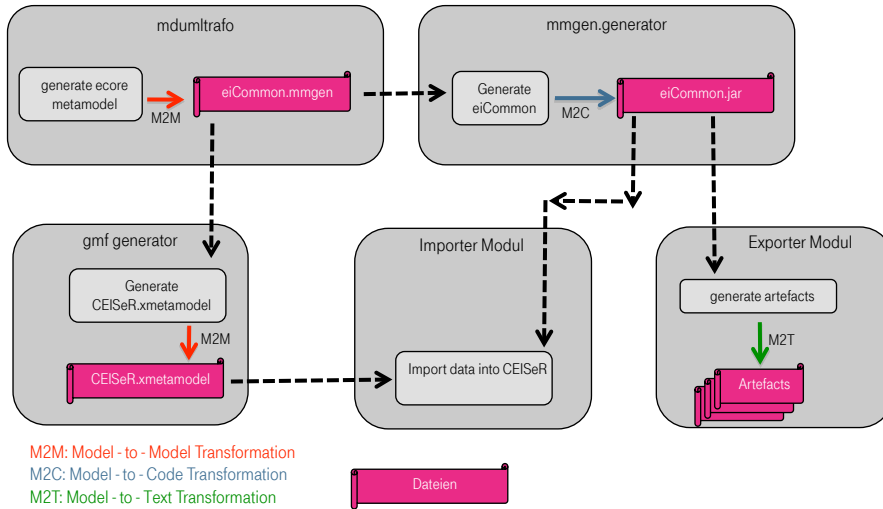 mdumltrafo
mmgen.generator
generate ecore
metamodel
M2M
eiCommon.mmgen
Generate
eiCommon
M2C
eiCommon.jar
gmf generator
Importer Modul
Exporter Modul
Generate
CEISeR.xmetamodel
M2M
CEISeR.xmetamodel
Import data into CEISeR
generate artefacts
M2T
Artefacts
M2M: Model - to - Model Transformation
M2C: Model - to - Code Transformation
M2T: Model - to - Text Transformation
Dateien